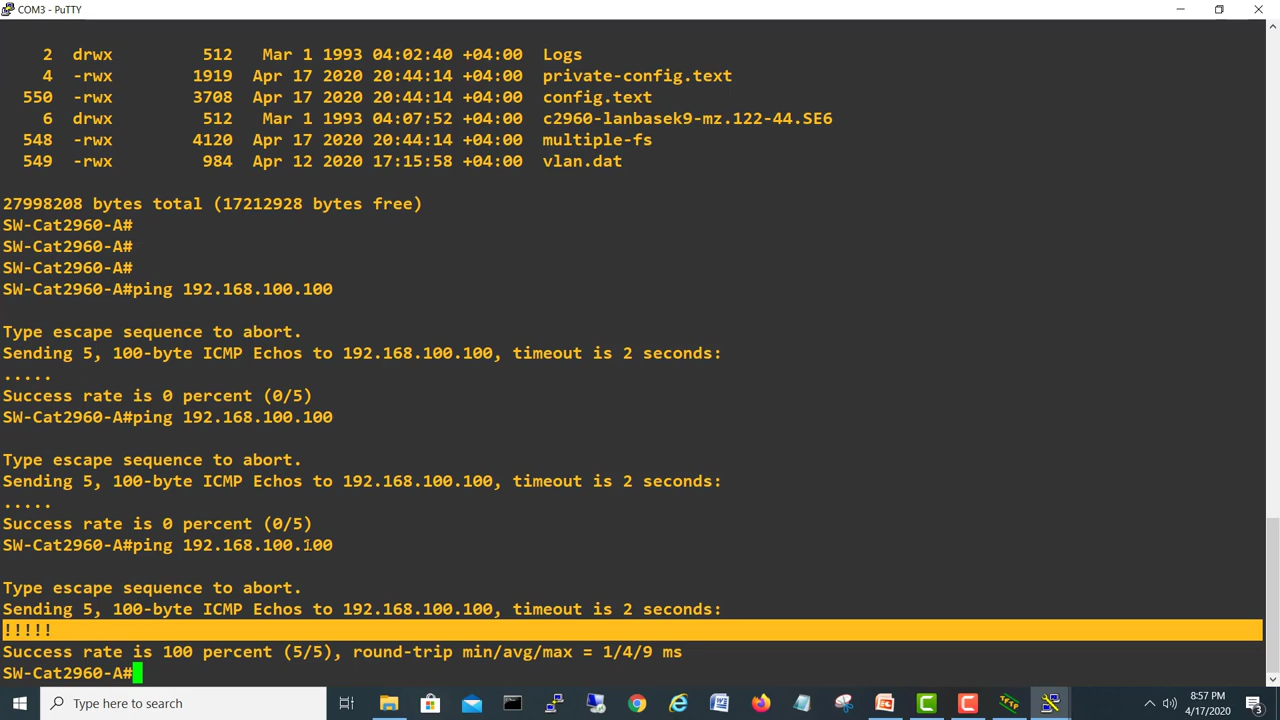 COM3 - PuTTY
2 drwx 512 Mar 1 1993 04:02:40 +04:00 Logs
4 -rwx 1919 Apr 17 2020 20:44:14 +04:00 private-config.text
550 -rwx 3708 Apr 17 2020 20:44:14 +04:00 config.text
6 drwx 512 Mar 1 1993 04:07:52 +04:00 c2960-lanbasek9-mz.122-44.SE6
548 -rwx 4120 Apr 17 2020 20:44:14 +04:00 multiple-fs
549 -rwx 984 Apr 12 2020 17:15:58 +04:00 vlan.dat
27998208 bytes total (17212928 bytes free)
SW-Cat2960-A#
SW-Cat2960-A#
SW-Cat2960-A#
SW-Cat2960-A#ping 192.168.100.100
Type escape sequence to abort.
Sending 5, 100-byte ICMP Echos to 192.168.100.100, timeout is 2 seconds:
.....
Success rate is 0 percent (0/5)
SW-Cat2960-A#ping 192.168.100.100
Type escape sequence to abort.
Sending 5, 100-byte ICMP Echos to 192.168.100.100, timeout is 2 seconds:
.....
Success rate is 0 percent (0/5)
SW-Cat2960-A#ping 192.168.100.100
Type escape sequence to abort.
Sending 5, 100-byte ICMP Echos to 192.168.100.100, timeout is 2 seconds:
!!!!!
Success rate is 100 percent (5/5), round-trip min/avg/max = 1/4/9 ms
SW-Cat2960-A#
Type here to search
8:57 PM
4/17/2020
3